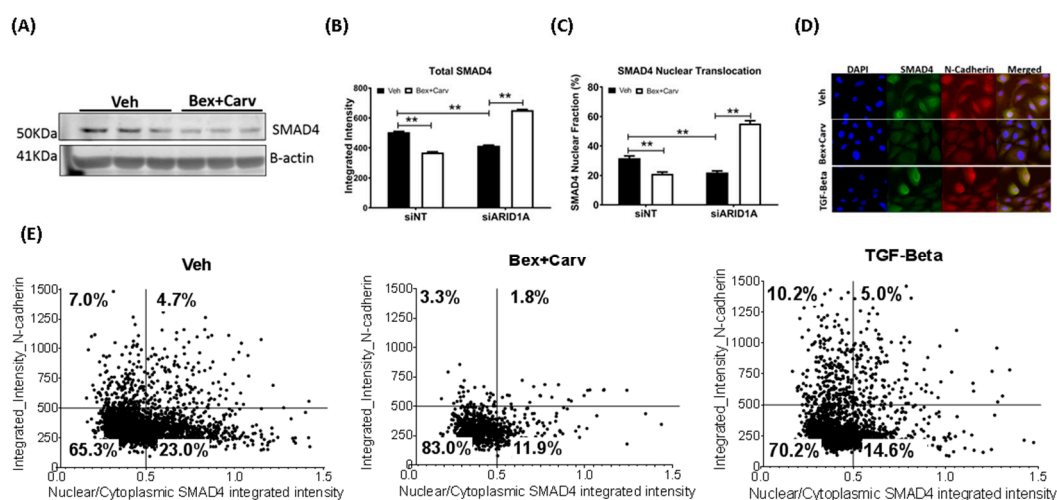 (A)
Veh
Bex+Carv
50KDa
SMAD4
41KDa
B-actin
(B)
Total SMAD4
Veh
Bex+Carv
Integrated Intensity
800
600
400
200
0
**
**
**
siNT
siARID1A
(C)
SMAD4 Nuclear Translocation
Veh
Bex+Carv
SMAD4 Nuclear Fraction (%)
80
60
40
20
0
**
**
**
siNT
siARID1A
(D)
DAPI
SMAD4
N-Cadherin
Merged
Veh
Bex+Carv
TGF-Beta
(E)
Veh
Integrated_Intensity_N-cadherin
1500
1250
1000
750
500
250
7.0%
4.7%
65.3%
23.0%
0.0
0.5
1.0
1.5
Nuclear/Cytoplasmic SMAD4 integrated intensity
Bex+Carv
Integrated_Intensity_N-cadherin
1500
1250
1000
750
500
250
3.3%
1.8%
83.0%
11.9%
0.0
0.5
1.0
1.5
Nuclear/Cytoplasmic SMAD4 integrated intensity
TGF-Beta
Integrated_Intensity_N-cadherin
1500
1250
1000
750
500
250
10.2%
5.0%
70.2%
14.6%
0.0
0.5
1.0
1.5
Nuclear/Cytoplasmic SMAD4 integrated intensity